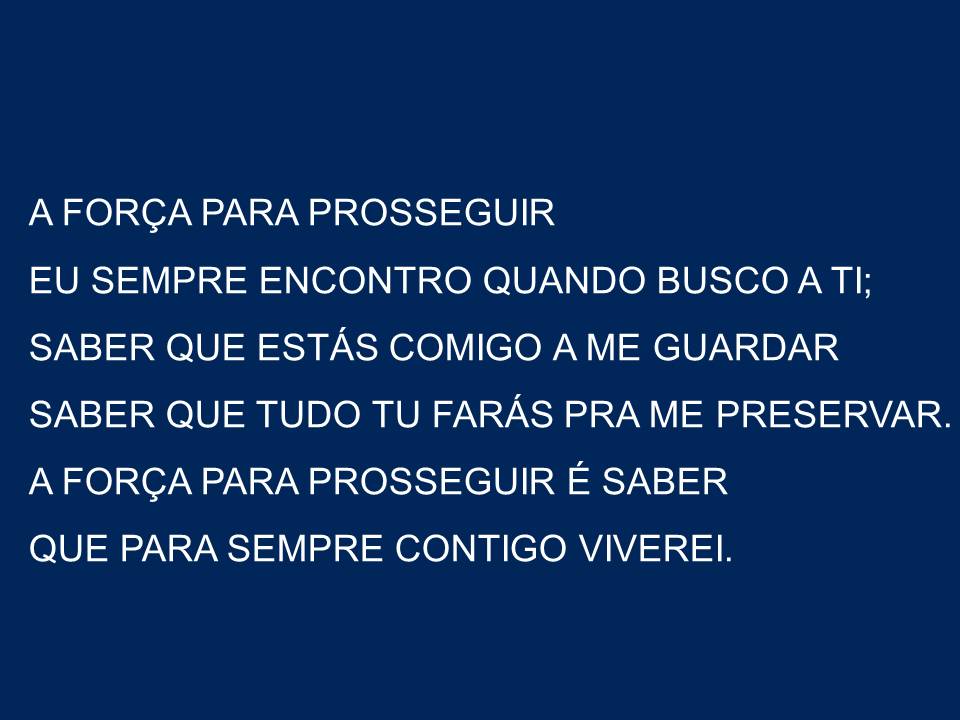 A FORÇA PARA PROSSEGUIR
EU SEMPRE ENCONTRO QUANDO BUSCO A TI;
SABER QUE ESTÁS COMIGO A ME GUARDAR
SABER QUE TUDO TU FARÁS PRA ME PRESERVAR.
A FORÇA PARA PROSSEGUIR É SABER
QUE PARA SEMPRE CONTIGO VIVEREI.